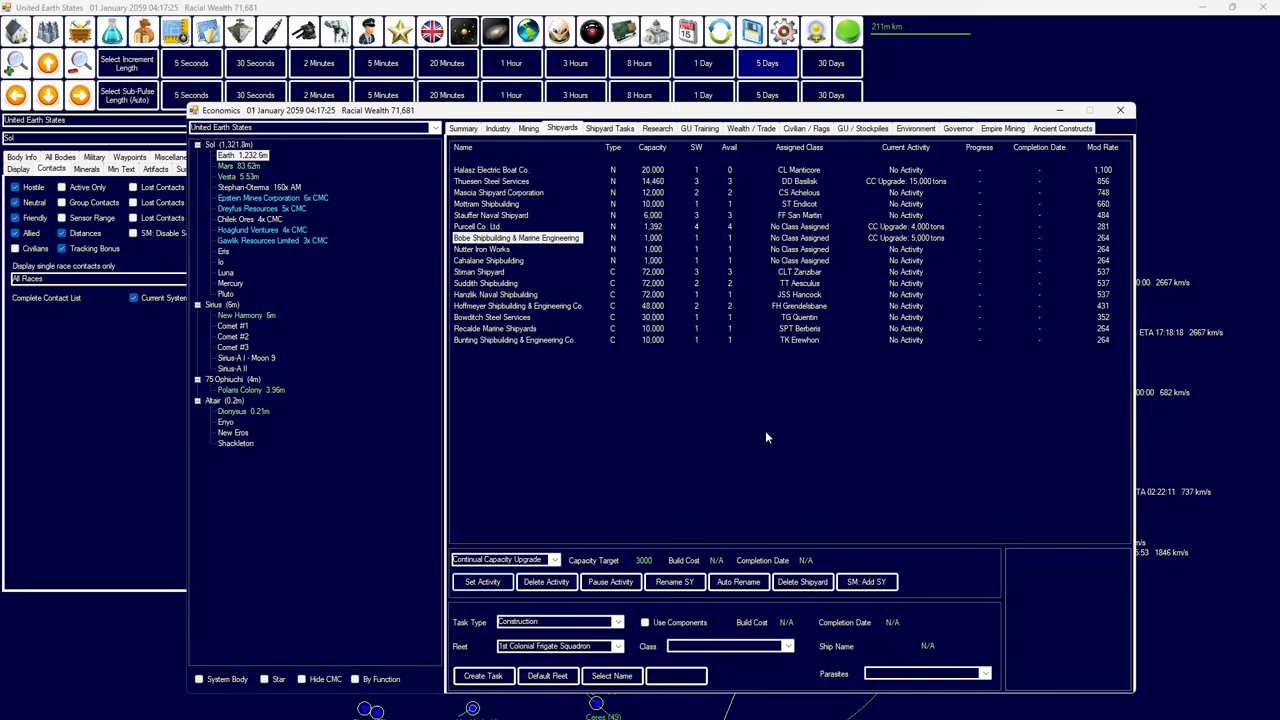 United Earth States   01 January 2059 04:17:25   Racial Wealth 71,681
211m km
Select Increment Length
5 Seconds
30 Seconds
2 Minutes
5 Minutes
20 Minutes
1 Hour
3 Hours
8 Hours
1 Day
5 Days
30 Days
Select Sub-Pulse Length (Auto)
5 Seconds
30 Seconds
2 Minutes
5 Minutes
20 Minutes
1 Hour
3 Hours
8 Hours
1 Day
5 Days
30 Days
United Earth States
Sol
Body Info   All Bodies   Military   Waypoints
Display   Contacts   Minerals   Min Text   Artifacts
Hostile   Active Only   Lost Contacts
Neutral   Group Contacts   Lost Contacts
Friendly   Sensor Range   Lost Contacts
Allied   Distances   SM: Disable S
Civilians   Tracking Bonus
Display single race contacts only
All Races
Complete Contact List   Current System
Economics   01 January 2059 04:17:25   Racial Wealth 71,681
United Earth States
Sol (1,321.8m)
Earth 1,232.6m
Mars 83.62m
Vesta 5.53m
Stephan-Oterma 160x AM
Epstein Mines Corporation 6x CMC
Dreyfus Resources 5x CMC
Chilek Ores 4x CMC
Hoaglund Ventures 4x CMC
Gawlik Resources Limited 3x CMC
Eris
Io
Luna
Mercury
Pluto
Sirius (6m)
New Harmony 6m
Comet #1
Comet #2
Comet #3
Sirius-A I - Moon 9
Sirius-A II
75 Ophiuchi (4m)
Polaris Colony 3.96m
Altair (0.2m)
Dionysus 0.21m
Enyo
New Eros
Shackleton
System Body   Star   Hide CMC   By Function
Summary   Industry   Mining   Shipyards   Shipyard Tasks   Research   GU Training   Wealth / Trade   Civilian / Flags   GU / Stockpiles   Environment   Governor   Empire Mining   Ancient Constructs
Name   Type   Capacity   SW   Avail   Assigned Class   Current Activity   Progress   Completion Date   Mod Rate
Halasz Electric Boat Co.   N   20,000   1   0   CL Manticore   No Activity   -   -   1,100
Thuesen Steel Services   N   14,460   3   3   DD Basilisk   CC Upgrade: 15,000 tons   -   -   856
Mascia Shipyard Corporation   N   12,000   2   2   CS Achelous   No Activity   -   -   748
Mottram Shipbuilding   N   10,000   1   1   ST Endicot   No Activity   -   -   660
Stauffer Naval Shipyard   N   6,000   3   3   FF San Martin   No Activity   -   -   484
Purcell Co. Ltd.   N   1,392   4   4   No Class Assigned   CC Upgrade: 4,000 tons   -   -   281
Bobe Shipbuilding & Marine Engineering   N   1,000   1   1   No Class Assigned   CC Upgrade: 5,000 tons   -   -   264
Nutter Iron Works   N   1,000   1   1   No Class Assigned   No Activity   -   -   264
Cahalane Shipbuilding   N   1,000   1   1   No Class Assigned   No Activity   -   -   264
Stiman Shipyard   C   72,000   3   3   CLT Zanzibar   No Activity   -   -   537
Suddith Shipbuilding   C   72,000   2   2   TT Aesculus   No Activity   -   -   537
Hanzlik Naval Shipbuilding   C   72,000   1   1   JSS Hancock   No Activity   -   -   537
Hoffmeyer Shipbuilding & Engineering Co.   C   48,000   2   2   FH Grendelsbane   No Activity   -   -   431
Bowditch Steel Services   C   30,000   1   1   TG Quentin   No Activity   -   -   352
Recalde Marine Shipyards   C   10,000   1   1   SPT Berberis   No Activity   -   -   264
Bunting Shipbuilding & Engineering Co.   C   10,000   1   1   TK Erewhon   No Activity   -   -   264
Continual Capacity Upgrade   Capacity Target   3000   Build Cost   N/A   Completion Date   N/A
Set Activity   Delete Activity   Pause Activity   Rename SY   Auto Rename   Delete Shipyard   SM: Add SY
Task Type   Construction   Use Components   Build Cost   N/A   Completion Date   N/A
Fleet   1st Colonial Frigate Squadron   Class   Ship Name   N/A
Create Task   Default Fleet   Select Name   Parasites
0:00   2667 km/s
ETA 17:18:18   2667 km/s
00:00   682 km/s
TA 02:22:11   737 km/s
5:53   1846 km/s
Ceres (49)